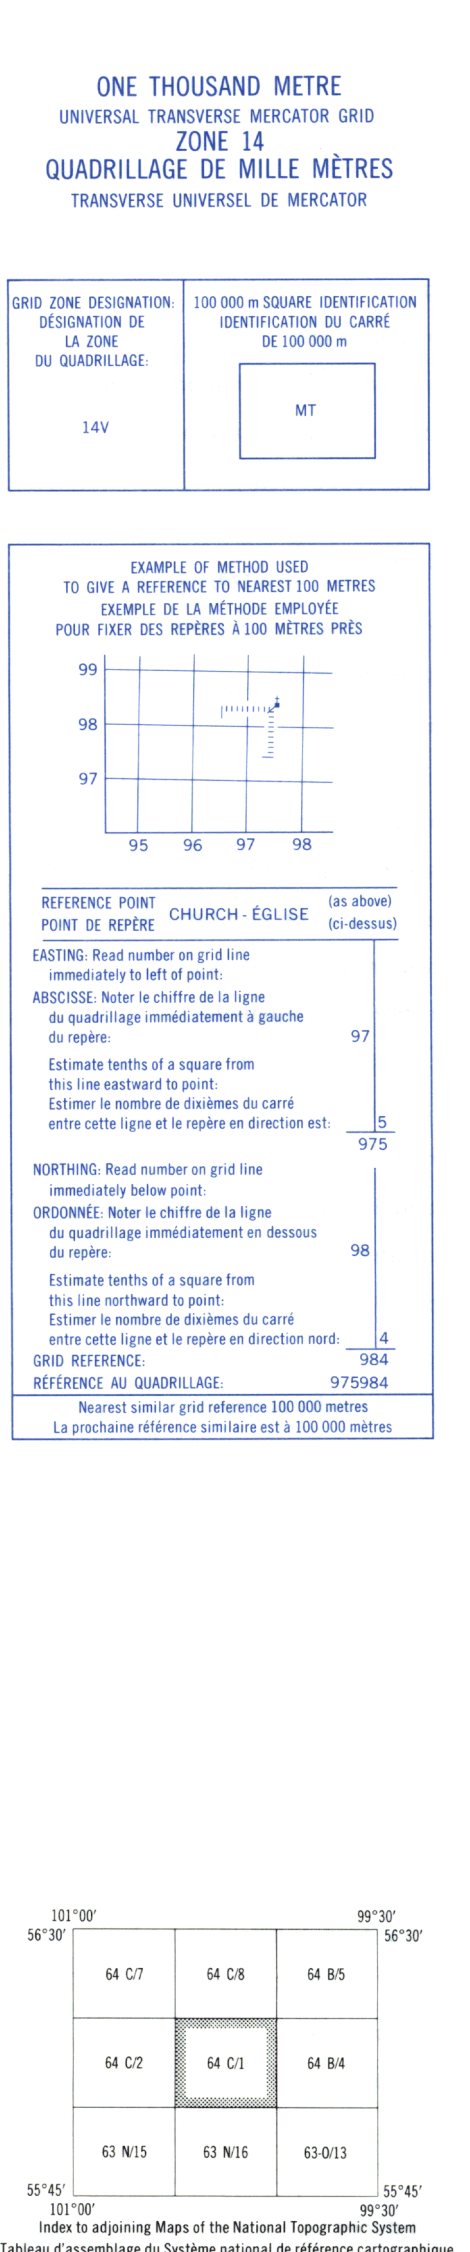 ONE THOUSAND METRE
UNIVERSAL TRANSVERSE MERCATOR GRID
ZONE 14
QUADRILLAGE DE MILLE MÈTRES
TRANSVERSE UNIVERSEL DE MERCATOR
GRID ZONE DESIGNATION:
DÉSIGNATION DE
LA ZONE
DU QUADRILLAGE:
14V
100 000 m SQUARE IDENTIFICATION
IDENTIFICATION DU CARRÉ
DE 100 000 m
MT
EXAMPLE OF METHOD USED
TO GIVE A REFERENCE TO NEAREST 100 METRES
EXEMPLE DE LA MÉTHODE EMPLOYÉE
POUR FIXER DES REPÈRES À 100 MÈTRES PRÈS
99
98
97
95 96 97 98
REFERENCE POINT
POINT DE REPÈRE
CHURCH - ÉGLISE
(as above)
(ci-dessus)
EASTING: Read number on grid line
immediately to left of point:
ABSCISSE: Noter le chiffre de la ligne
du quadrillage immédiatement à gauche
du repère: 97
Estimate tenths of a square from
this line eastward to point:
Estimer le nombre de dixièmes du carré
entre cette ligne et le repère en direction est: 5
975
NORTHING: Read number on grid line
immediately below point:
ORDONNÉE: Noter le chiffre de la ligne
du quadrillage immédiatement en dessous
du repère: 98
Estimate tenths of a square from
this line northward to point:
Estimer le nombre de dixièmes du carré
entre cette ligne et le repère en direction nord: 4
GRID REFERENCE: 984
RÉFÉRENCE AU QUADRILLAGE: 975984
Nearest similar grid reference 100 000 metres
La prochaine référence similaire est à 100 000 mètres
101°00′ 99°30′
56°30′ 56°30′
64 C/7 64 C/8 64 B/5
64 C/2 64 C/1 64 B/4
63 N/15 63 N/16 63-O/13
55°45′ 55°45′
101°00′ 99°30′
Index to adjoining Maps of the National Topographic System
Tableau d'assemblage du Système national de référence cartographique